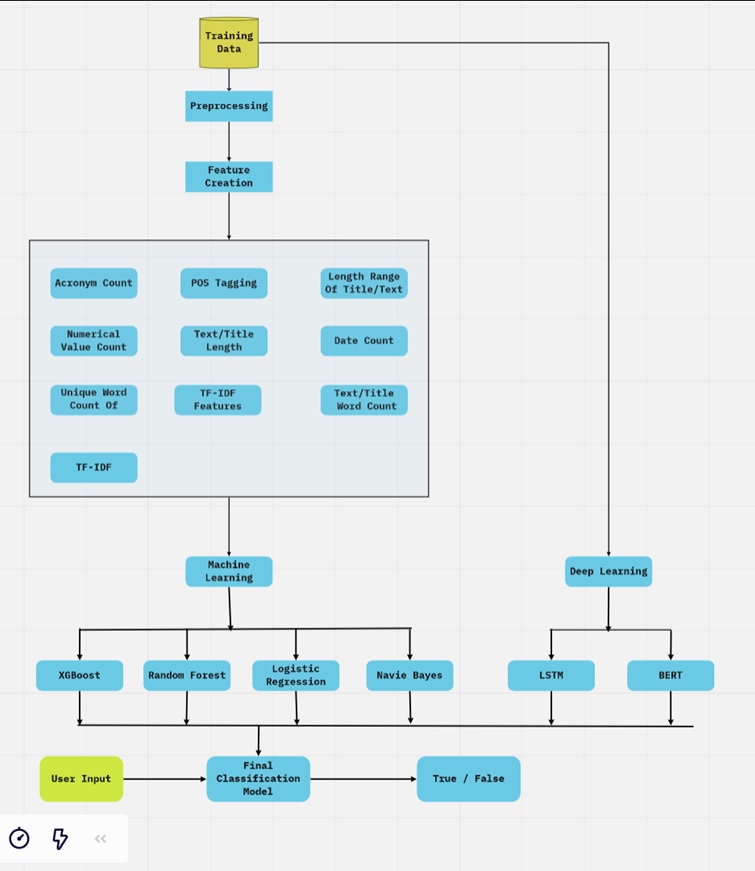 Training
Data
Preprocessing
Feature
Creation
Acronym Count
POS Tagging
Length Range
Of Title/Text
Numerical
Value Count
Text/Title
Length
Date Count
Unique Word
Count Of
TF-IDF
Features
Text/Title
Word Count
TF-IDF
Machine
Learning
Deep Learning
XGBoost
Random Forest
Logistic
Regression
Navie Bayes
LSTM
BERT
User Input
Final
Classification
Model
True / False